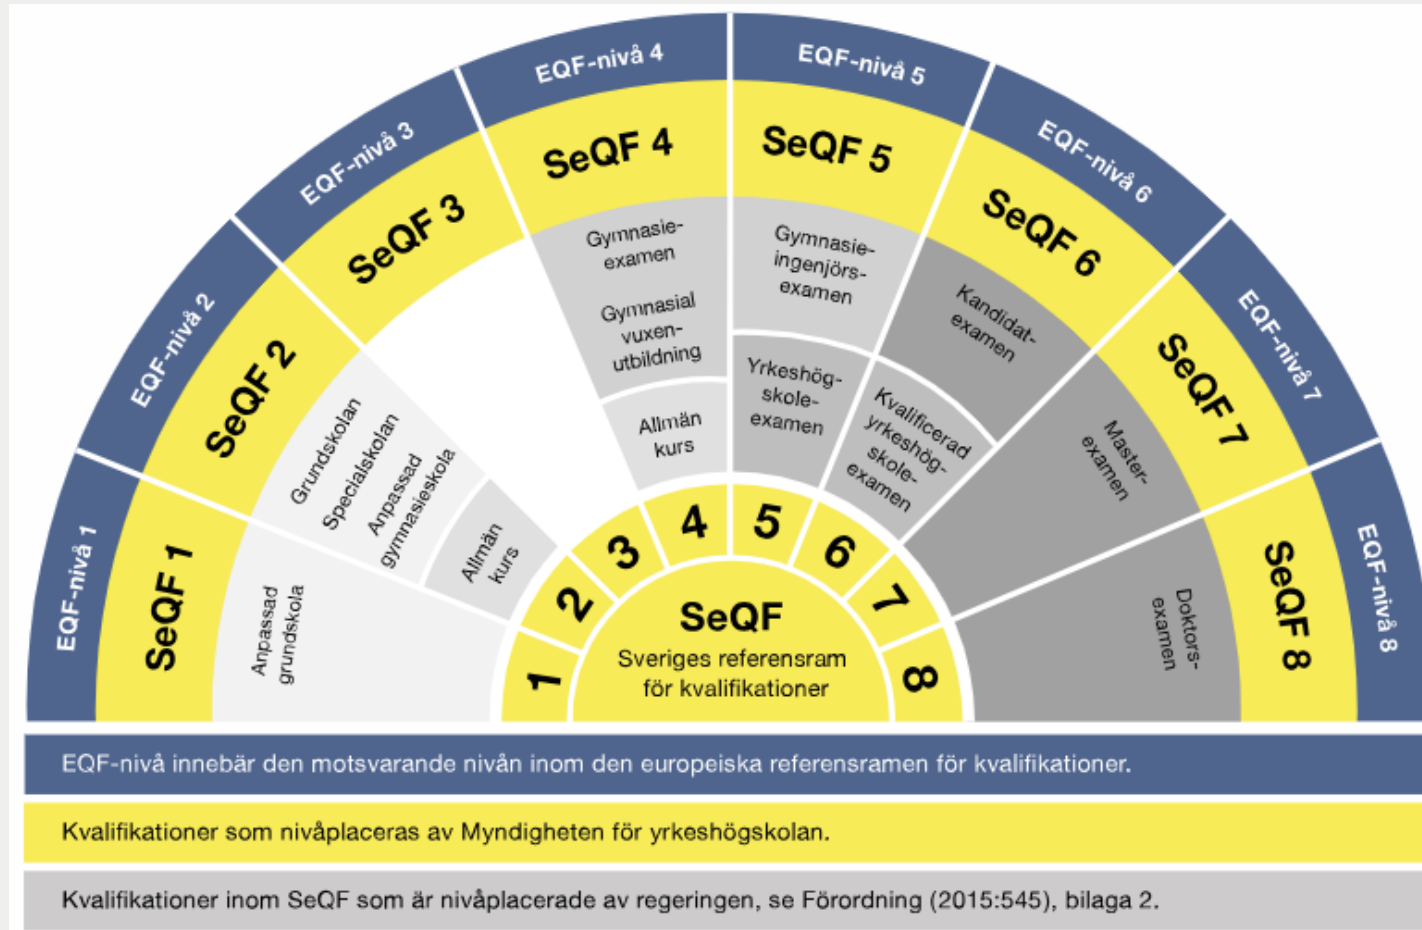 EQF-nivå 1
EQF-nivå 2
EQF-nivå 3
EQF-nivå 4
EQF-nivå 5
EQF-nivå 6
EQF-nivå 7
EQF-nivå 8
SeQF 1
SeQF 2
SeQF 3
SeQF 4
SeQF 5
SeQF 6
SeQF 7
SeQF 8
Anpassad
grundskola
Grundskolan
Specialskolan
Anpassad
gymnasieskola
Allmän
kurs
Gymnasie-
examen
Gymnasial
vuxen-
utbildning
Allmän
kurs
Gymnasie-
ingenjörs-
examen
Yrkeshög-
skole-
examen
Kandidat-
examen
Kvalificerad
yrkeshög-
skole-
examen
Master-
examen
Doktors-
examen
1
2
3
4
5
6
7
8
SeQF
Sveriges referensram
för kvalifikationer
EQF-nivå innebär den motsvarande nivån inom den europeiska referensramen för kvalifikationer.
Kvalifikationer som nivåplaceras av Myndigheten för yrkeshögskolan.
Kvalifikationer inom SeQF som är nivåplacerade av regeringen, se Förordning (2015:545), bilaga 2.